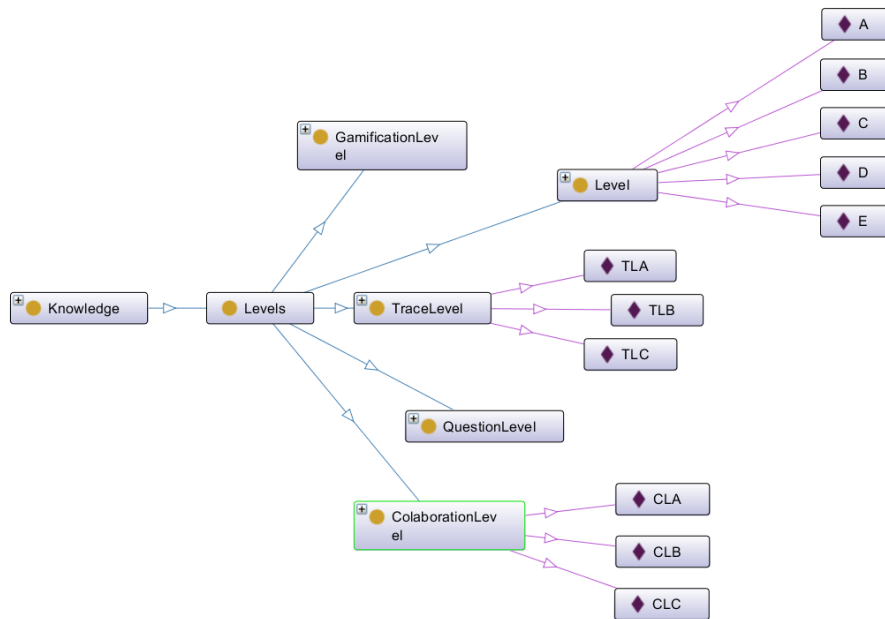 A
B
GamificationLev
el
C
D
Level
E
TLA
Knowledge
Levels
TraceLevel
TLB
TLC
QuestionLevel
CLA
ColaborationLev
el
CLB
CLC